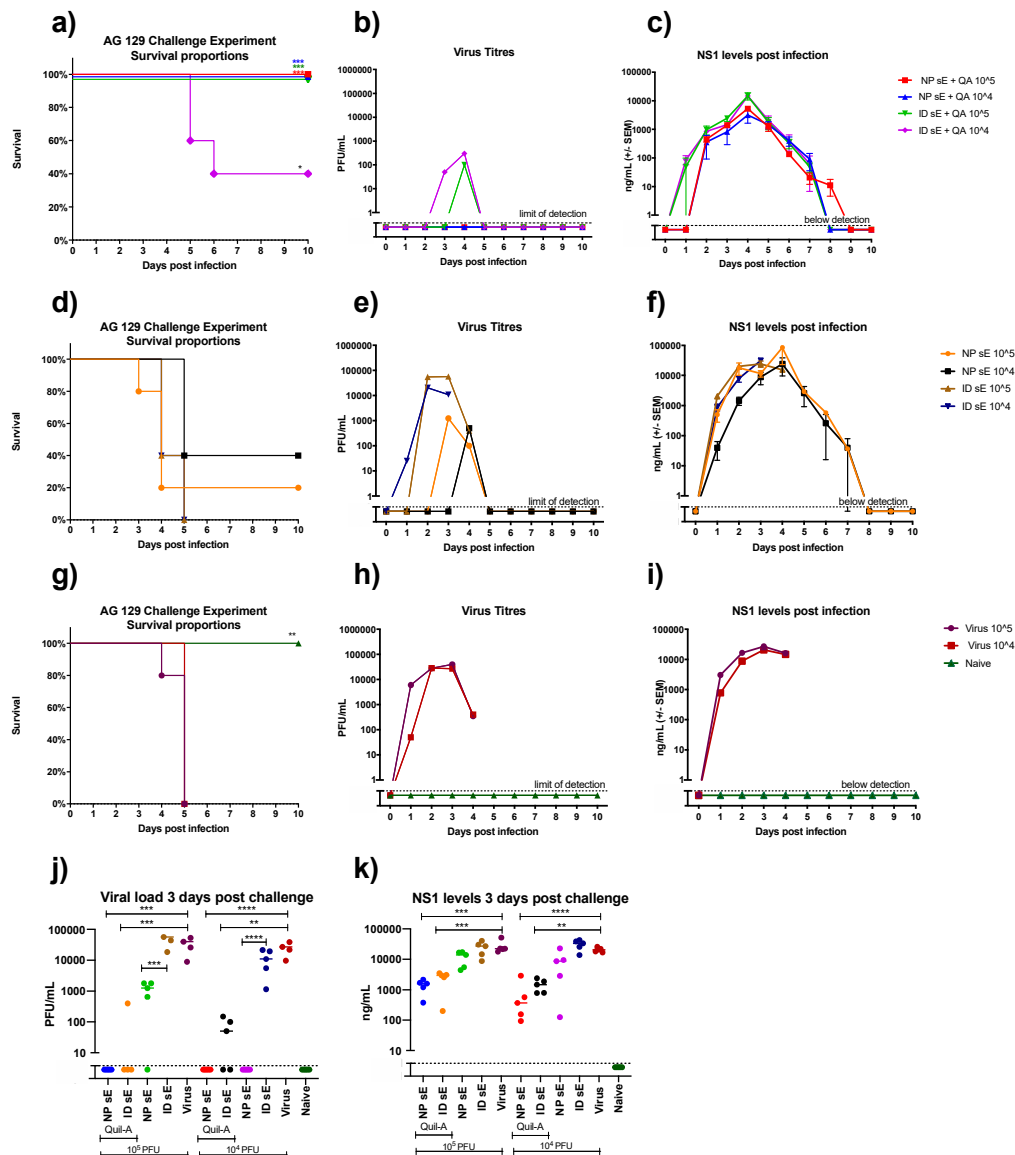 a)
AG 129 Challenge Experiment
Survival proportions
***
***
***
100%
80%
60%
40%
20%
0%
*
Survival
0 1 2 3 4 5 6 7 8 9 10
Days post infection
b)
Virus Titres
1000000
100000
10000
1000
100
10
1
PFU/mL
limit of detection
0 1 2 3 4 5 6 7 8 9 10
Days post infection
c)
NS1 levels post infection
100000
10000
1000
100
10
1
ng/mL (+/- SEM)
below detection
0 1 2 3 4 5 6 7 8 9 10
Days post infection
NP sE + QA 10^5
NP sE + QA 10^4
ID sE + QA 10^5
ID sE + QA 10^4
d)
AG 129 Challenge Experiment
Survival proportions
100%
80%
60%
40%
20%
0%
Survival
0 1 2 3 4 5 6 7 8 9 10
Days post infection
e)
Virus Titres
1000000
100000
10000
1000
100
10
1
PFU/mL
limit of detection
0 1 2 3 4 5 6 7 8 9 10
Days post infection
f)
NS1 levels post infection
100000
10000
1000
100
10
1
ng/mL (+/- SEM)
below detection
0 1 2 3 4 5 6 7 8 9 10
Days post infection
NP sE 10^5
NP sE 10^4
ID sE 10^5
ID sE 10^4
g)
AG 129 Challenge Experiment
Survival proportions
**
100%
80%
60%
40%
20%
0%
Survival
0 1 2 3 4 5 6 7 8 9 10
Days post infection
h)
Virus Titres
1000000
100000
10000
1000
100
10
1
PFU/mL
limit of detection
0 1 2 3 4 5 6 7 8 9 10
Days post infection
i)
NS1 levels post infection
100000
10000
1000
100
10
1
ng/mL (+/- SEM)
below detection
0 1 2 3 4 5 6 7 8 9 10
Days post infection
Virus 10^5
Virus 10^4
Naive
j)
Viral load 3 days post challenge
*** ****
*** **
*** ****
100000
10000
1000
100
10
PFU/mL
NP sE ID sE NP sE ID sE Virus NP sE ID sE NP sE ID sE Virus Naive
Quil-A Quil-A
10⁵ PFU 10⁴ PFU
k)
NS1 levels 3 days post challenge
*** ****
*** **
100000
10000
1000
100
10
ng/mL
NP sE ID sE NP sE ID sE Virus NP sE ID sE NP sE ID sE Virus Naive
Quil-A Quil-A
10⁵ PFU 10⁴ PFU